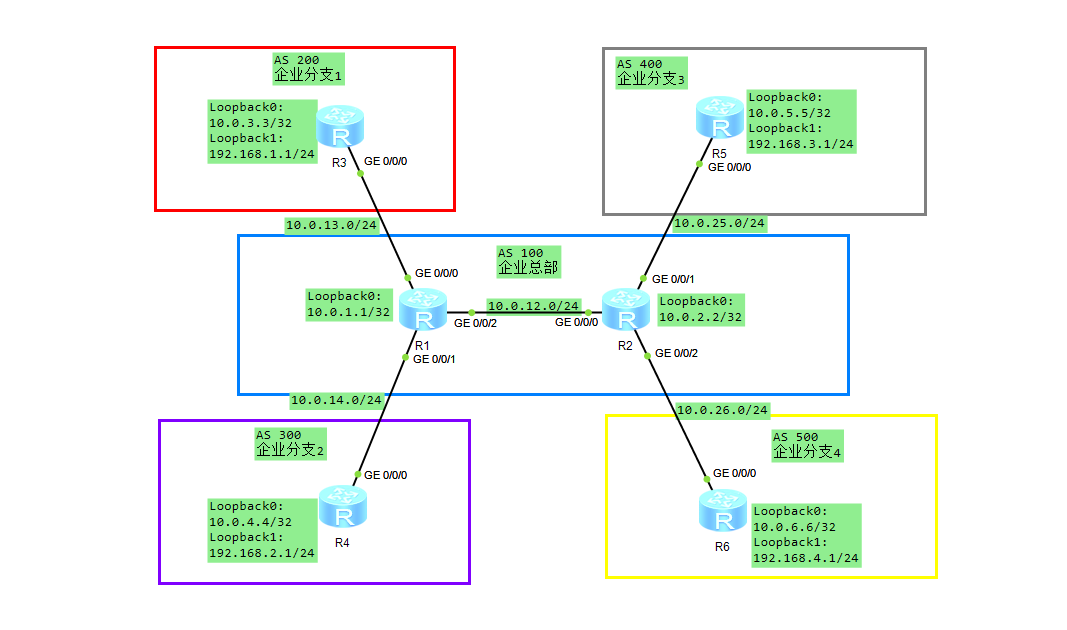 AS 200
企业分支1
Loopback0:
10.0.3.3/32
Loopback1:
192.168.1.1/24
R
R3
GE 0/0/0
10.0.13.0/24
AS 400
企业分支3
R
Loopback0:
10.0.5.5/32
Loopback1:
192.168.3.1/24
R5
GE 0/0/0
10.0.25.0/24
AS 100
企业总部
GE 0/0/0
Loopback0:
10.0.1.1/32
R
R1
GE 0/0/2
10.0.12.0/24
GE 0/0/0
GE 0/0/1
R
R2
Loopback0:
10.0.2.2/32
GE 0/0/1
GE 0/0/2
10.0.14.0/24
10.0.26.0/24
AS 300
企业分支2
GE 0/0/0
Loopback0:
10.0.4.4/32
Loopback1:
192.168.2.1/24
R
R4
AS 500
企业分支4
GE 0/0/0
R
R6
Loopback0:
10.0.6.6/32
Loopback1:
192.168.4.1/24